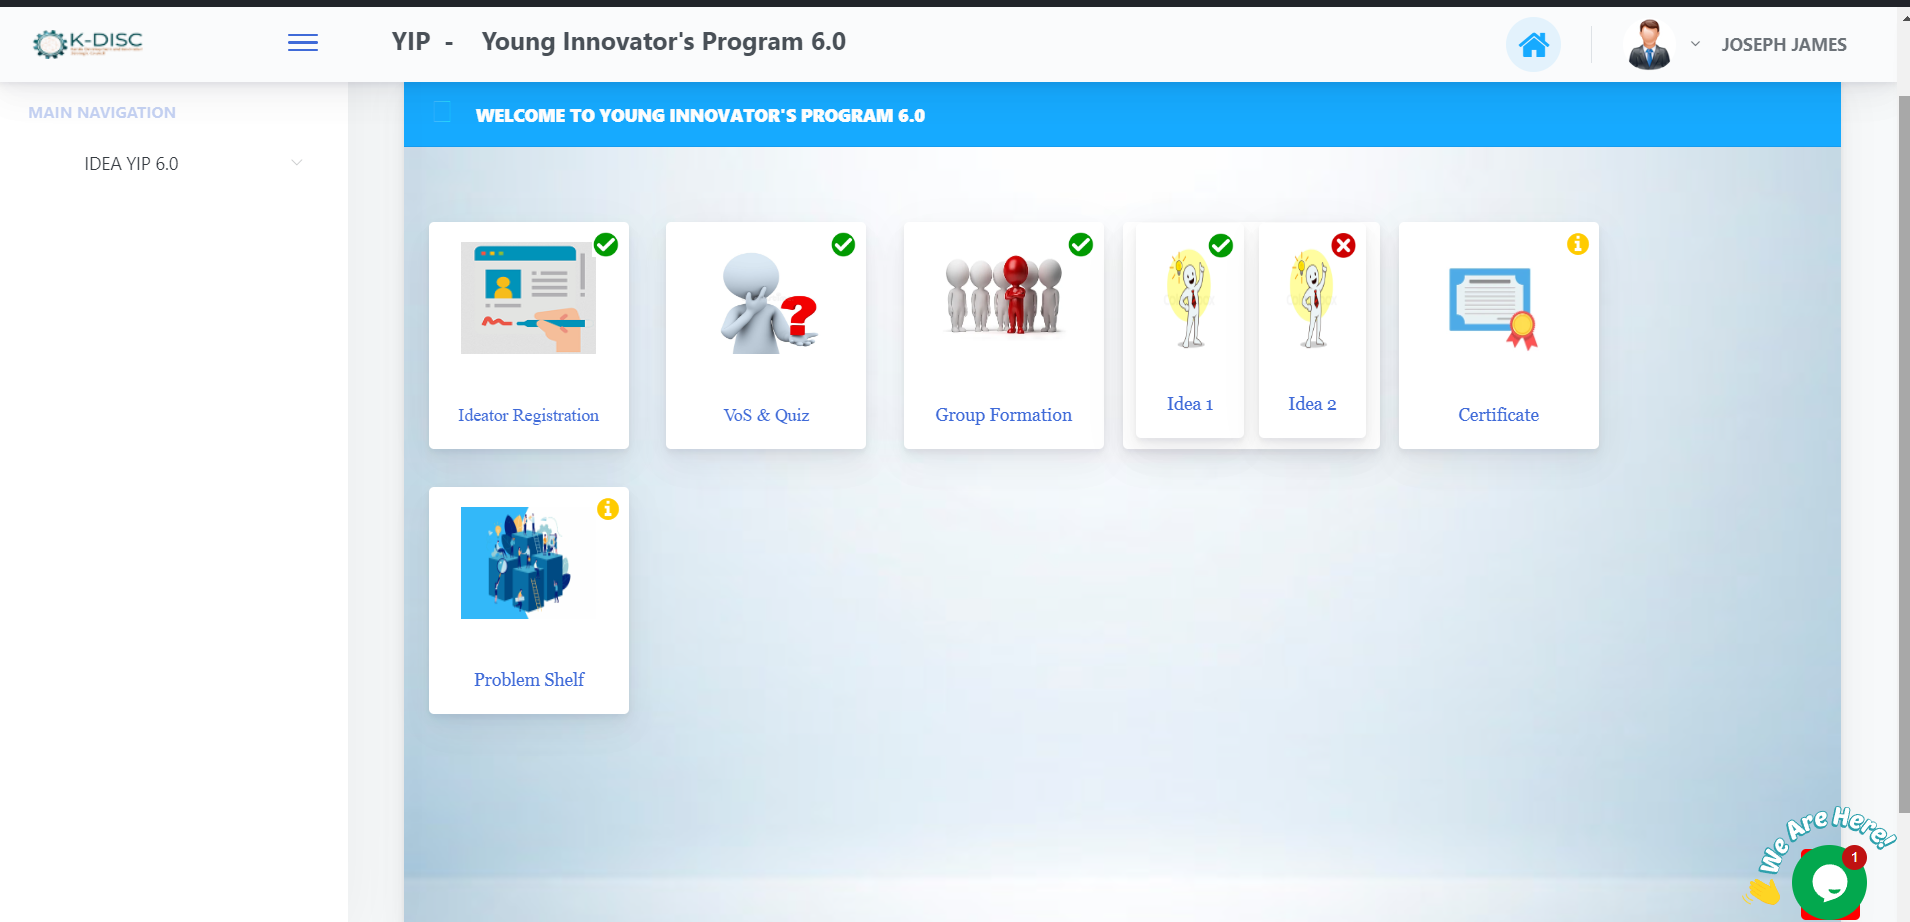 K-DISC
YIP - Young Innovator's Program 6.0
JOSEPH JAMES
MAIN NAVIGATION
IDEA YIP 6.0
WELCOME TO YOUNG INNOVATOR'S PROGRAM 6.0
Ideator Registration
VoS & Quiz
Group Formation
Idea 1
Idea 2
Certificate
Problem Shelf
We Are Here!
1